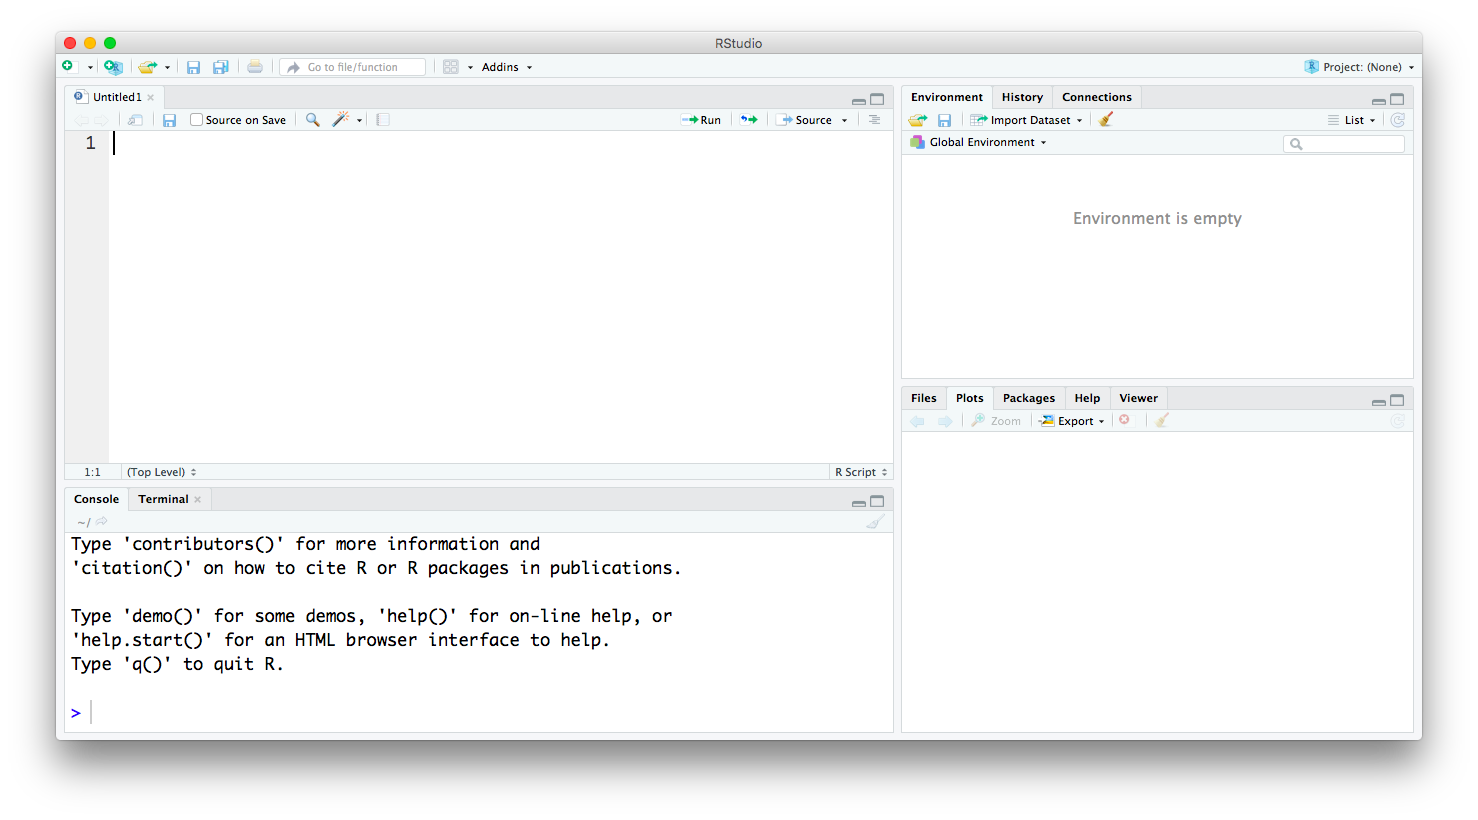 RStudio
Go to file/function
Addins
Project: (None)
Untitled1
Source on Save
Run
Source
1
1:1
(Top Level)
R Script
Console Terminal
~/
Type 'contributors()' for more information and
'citation()' on how to cite R or R packages in publications.
Type 'demo()' for some demos, 'help()' for on-line help, or
'help.start()' for an HTML browser interface to help.
Type 'q()' to quit R.
>
Environment History Connections
Import Dataset
List
Global Environment
Environment is empty
Files Plots Packages Help Viewer
Zoom Export